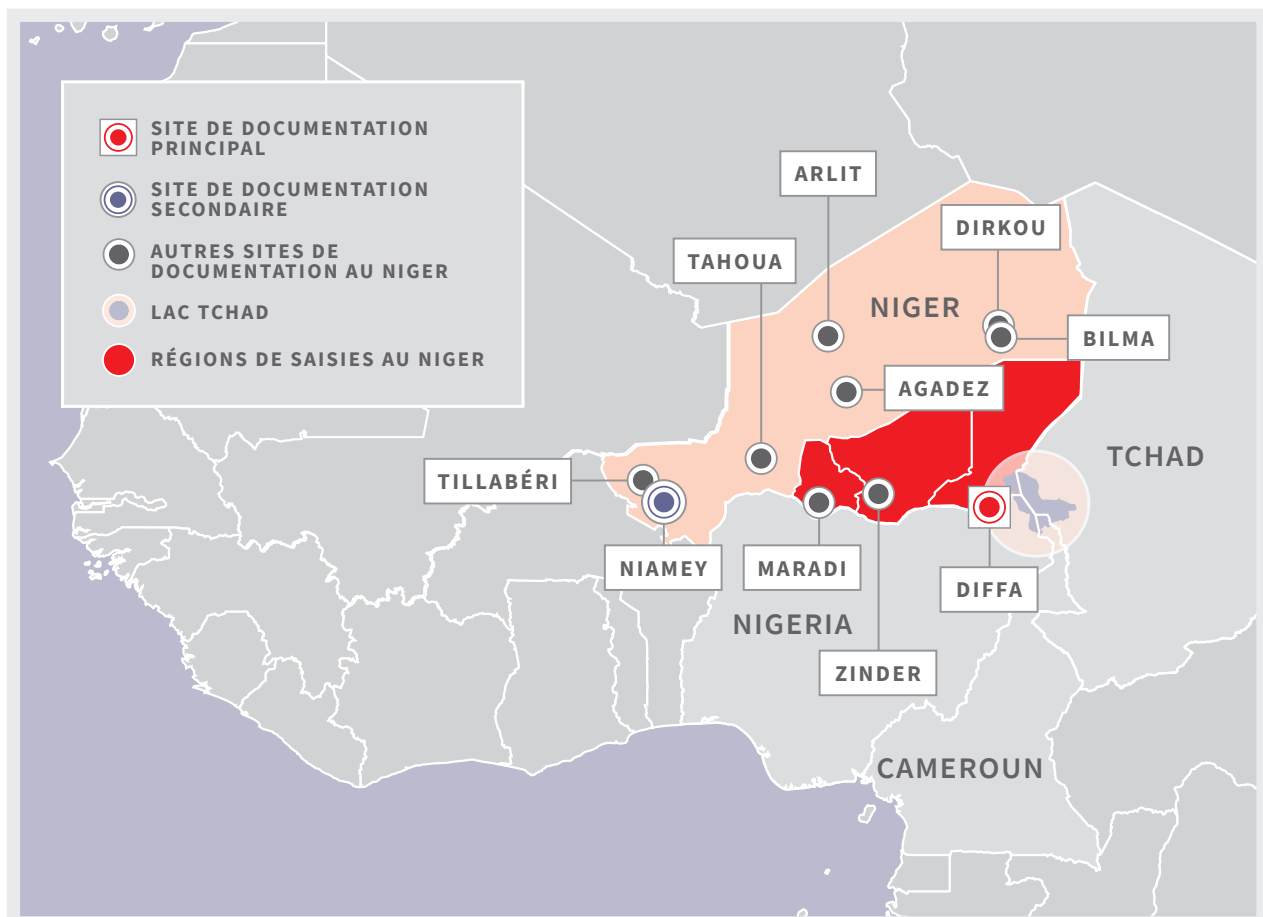 SITE DE DOCUMENTATION
PRINCIPAL
SITE DE DOCUMENTATION
SECONDAIRE
AUTRES SITES DE
DOCUMENTATION AU NIGER
LAC TCHAD
RÉGIONS DE SAISIES AU NIGER
ARLIT
DIRKOU
TAHOUA
NIGER
BILMA
AGADEZ
TCHAD
TILLABÉRI
NIAMEY
MARADI
DIFFA
NIGERIA
ZINDER
CAMEROUN